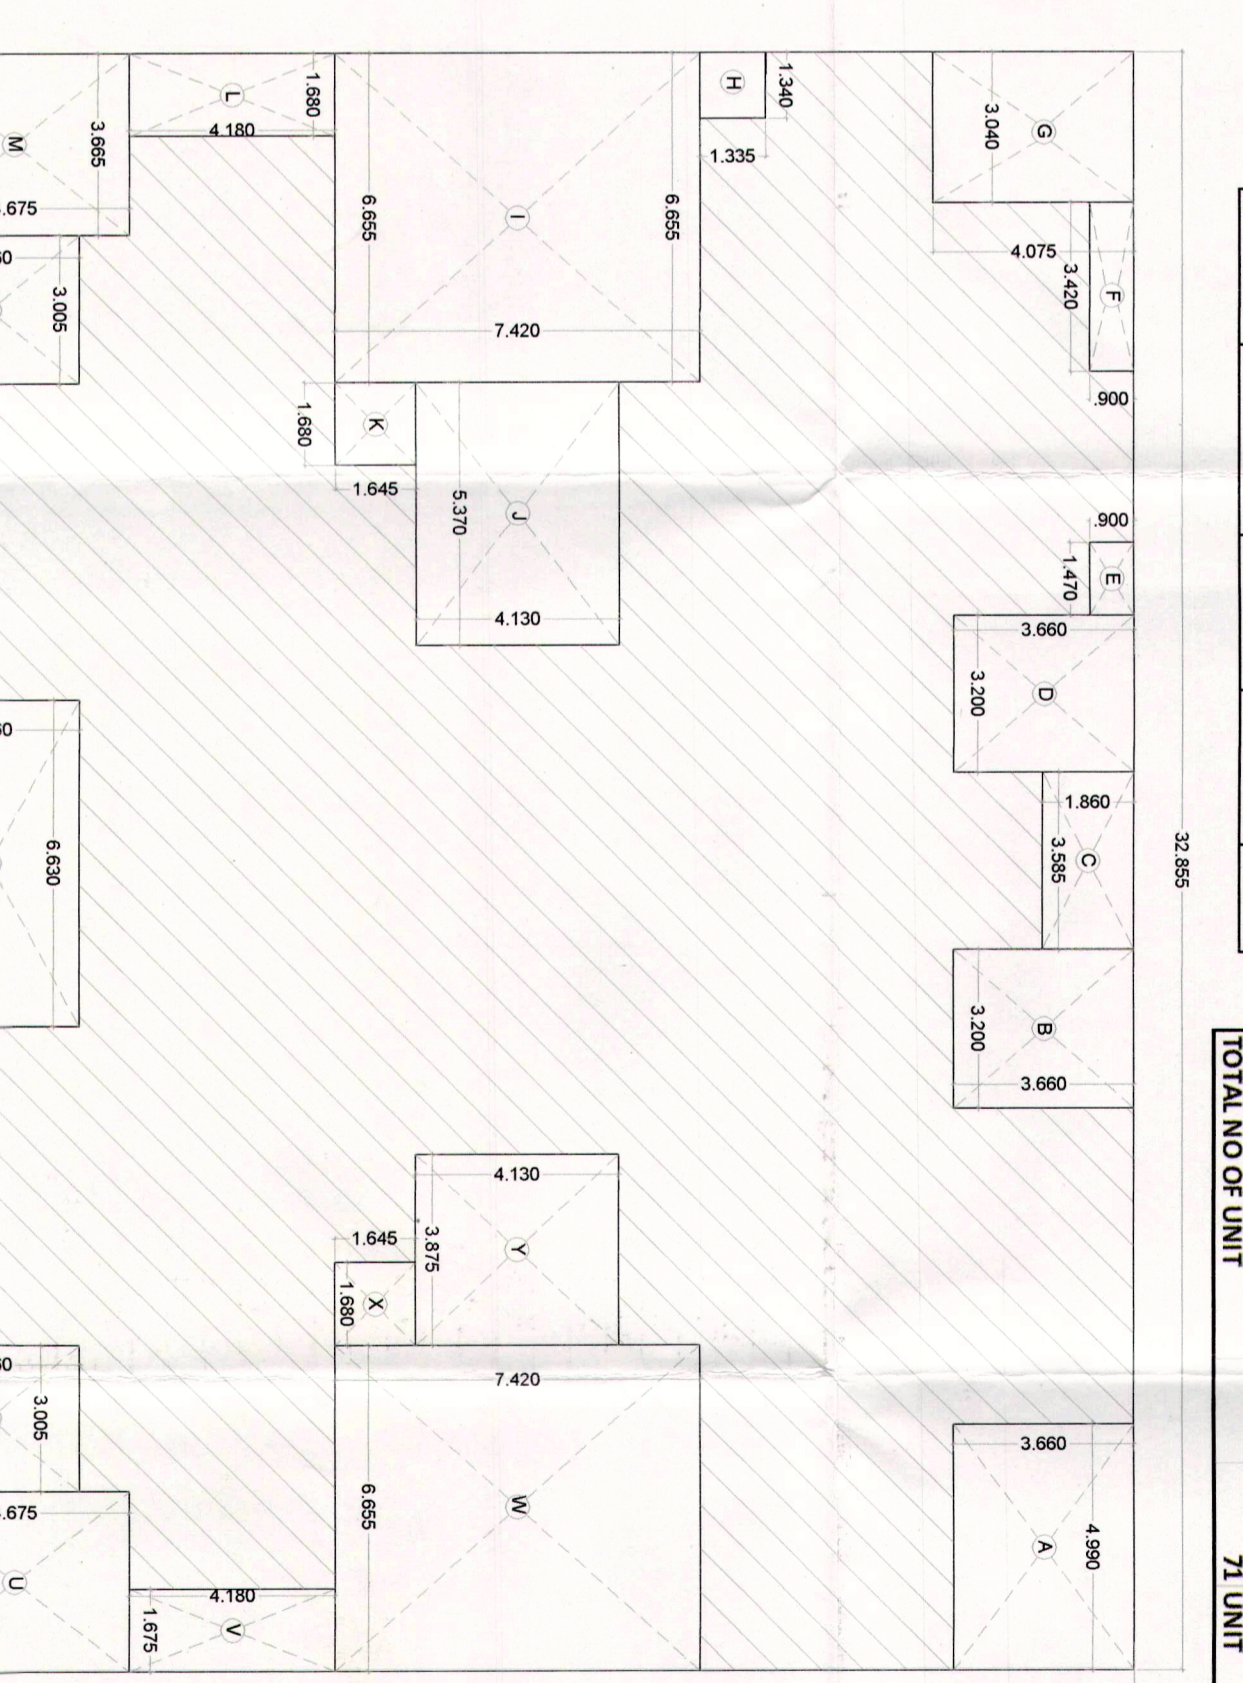 TOTAL NO OF UNIT 71 UNIT
32.855
F .900 .900 E
3.420 1.470
G 4.075 3.660 D 1.860 C B 3.660 3.660 A 4.990
3.585
3.040 3.200 3.200
1.340
H 1.335
6.655
I 7.420 J 4.130 4.130 Y 7.420 W
5.370 3.875
6.655 K 1.645 1.645 X 6.655
1.680 1.680
1.680
L 4.180 4.180 V
1.675
3.665
3.005 6.630 3.005
M .675 .675 U